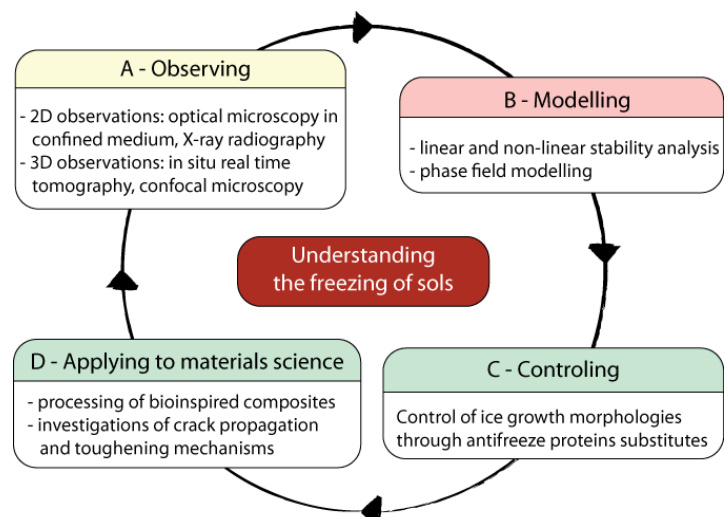 A - Observing
- 2D observations: optical microscopy in
confined medium, X-ray radiography
- 3D observations: in situ real time
tomography, confocal microscopy
B - Modelling
- linear and non-linear stability analysis
- phase field modelling
Understanding
the freezing of sols
D - Applying to materials science
- processing of bioinspired composites
- investigations of crack propagation
and toughening mechanisms
C - Controling
Control of ice growth morphologies
through antifreeze proteins substitutes